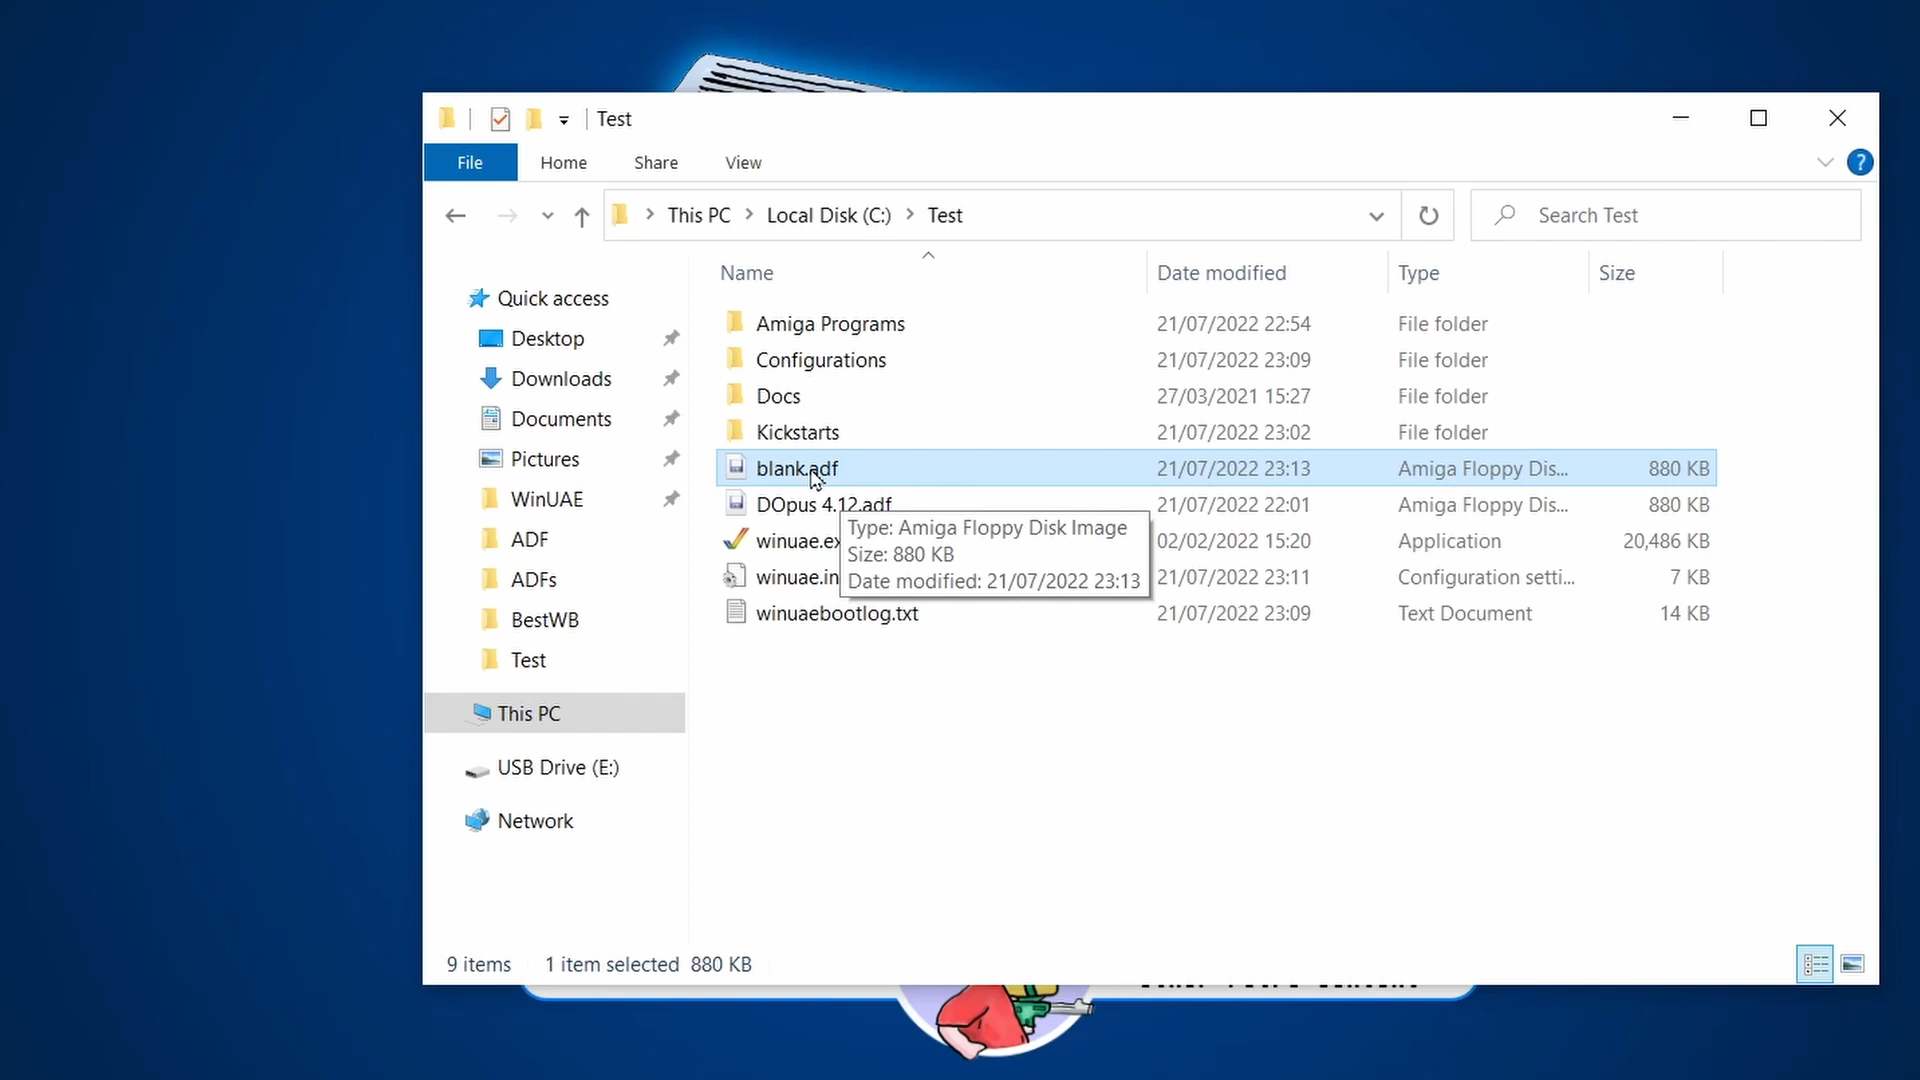 Test
File Home Share View
This PC Local Disk (C:) Test Search Test
Name Date modified Type Size
Quick access
Desktop
Downloads
Documents
Pictures
WinUAE
ADF
ADFs
BestWB
Test
This PC
USB Drive (E:)
Network
Amiga Programs 21/07/2022 22:54 File folder
Configurations 21/07/2022 23:09 File folder
Docs 27/03/2021 15:27 File folder
Kickstarts 21/07/2022 23:02 File folder
blank.adf 21/07/2022 23:13 Amiga Floppy Dis... 880 KB
DOpus 4.12.adf 21/07/2022 22:01 Amiga Floppy Dis... 880 KB
winuae.ex 02/02/2022 15:20 Application 20,486 KB
winuae.in 21/07/2022 23:11 Configuration setti... 7 KB
winuaebootlog.txt 21/07/2022 23:09 Text Document 14 KB
Type: Amiga Floppy Disk Image
Size: 880 KB
Date modified: 21/07/2022 23:13
9 items 1 item selected 880 KB